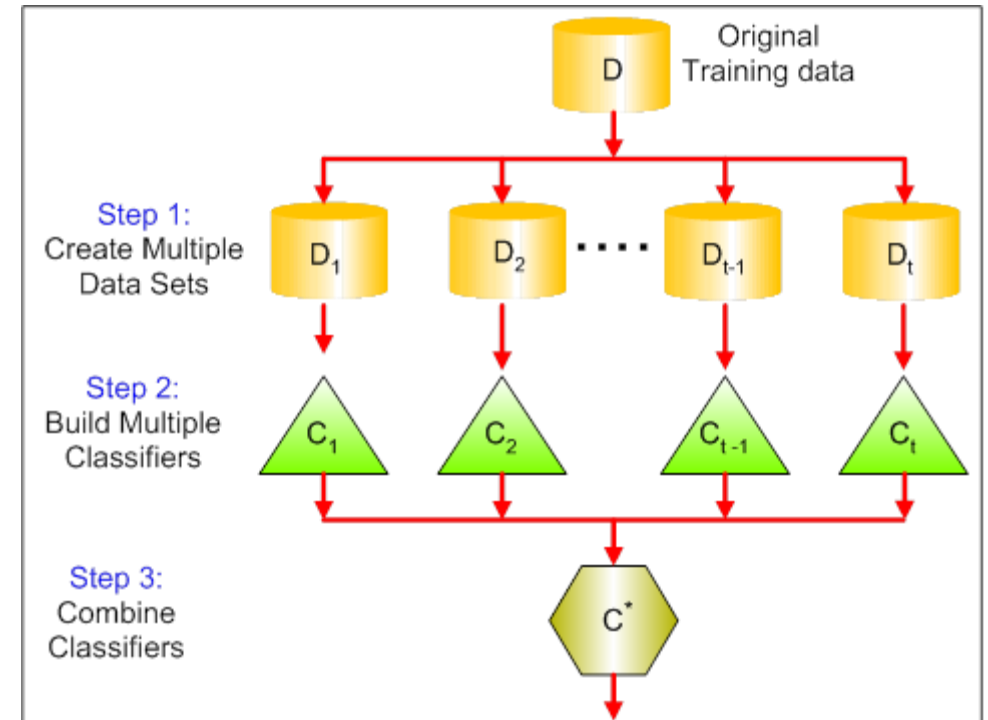 D
Original
Training data
Step 1:
Create Multiple
Data Sets
D1
D2
....
Dt-1
Dt
Step 2:
Build Multiple
Classifiers
C1
C2
Ct -1
Ct
Step 3:
Combine
Classifiers
C*